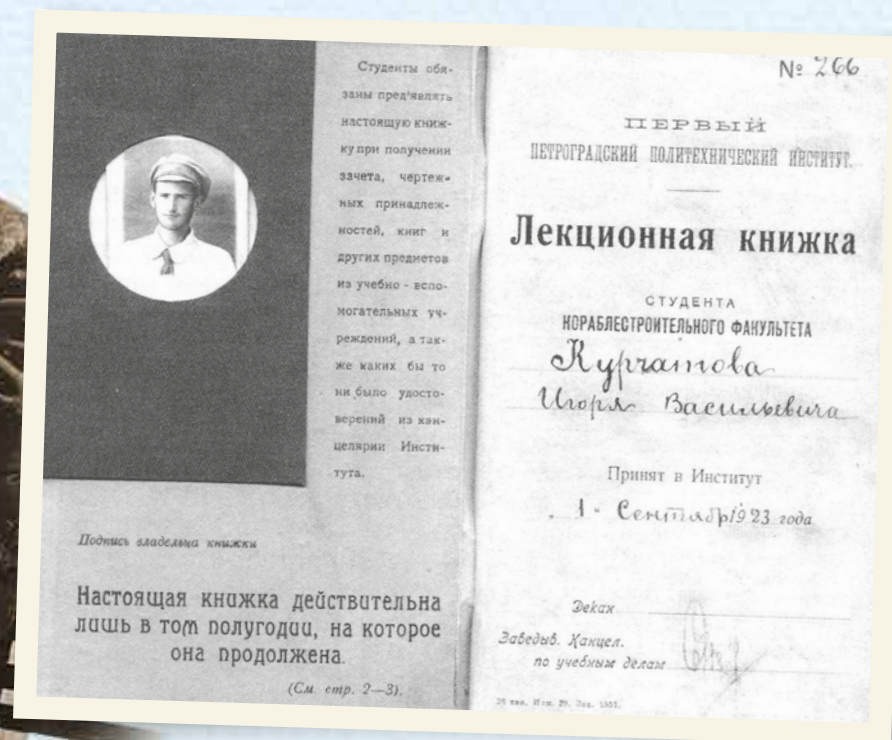 Студенты обя-
заны пред'являть
настоящую книж-
ку при получении
зачета, чертеж-
ных принадлеж-
ностей, книг и
других предметов
из учебно - вспо-
могательных уч-
реждений, а так-
же каких бы то
ни было удосто-
верений из кан-
целярии Инсти-
тута.
Подпись владельца книжки
Настоящая книжка действительна
лишь в том полугодии, на которое
она продолжена.
(См. стр. 2—3).
№ 266
ПЕРВЫЙ
ПЕТРОГРАДСКИЙ ПОЛИТЕХНИЧЕСКИЙ ИНСТИТУТ.
Лекционная книжка
СТУДЕНТА
КОРАБЛЕСТРОИТЕЛЬНОГО ФАКУЛЬТЕТА
Курчатова
Игоря Васильевича
Принят в Институт
1 - Сентября 1923 года
Декан
Заведыв. Канцел.
по учебным делам